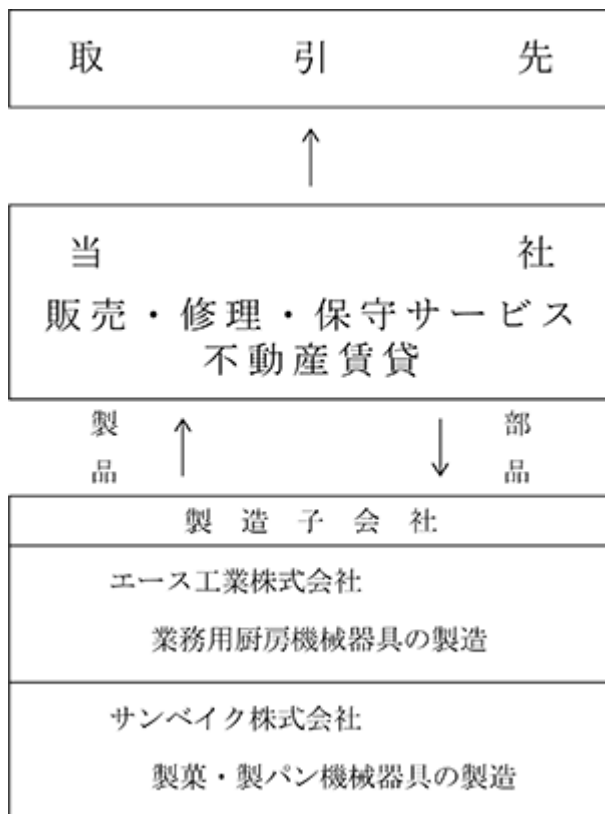 取引先
当社
販売・修理・保守サービス
不動産賃貸
製品
部品
製造子会社
エース工業株式会社
業務用厨房機械器具の製造
サンベイク株式会社
製菓・製パン機械器具の製造